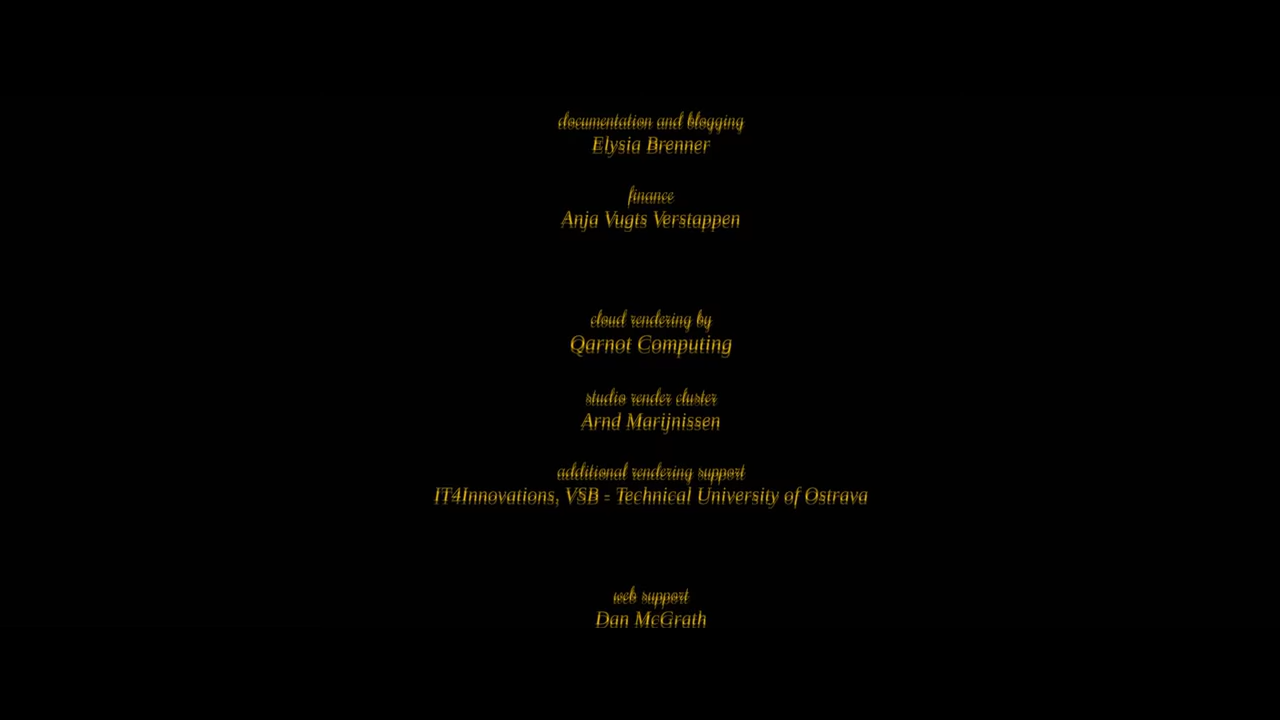 documentation and blogging
Elysia Brenner
finance
Anja Vugts Verstappen
cloud rendering by
Qarnot Computing
studio render cluster
Arnd Marijnissen
additional rendering support
IT4Innovations, VSB - Technical University of Ostrava
web support
Dan McGrath